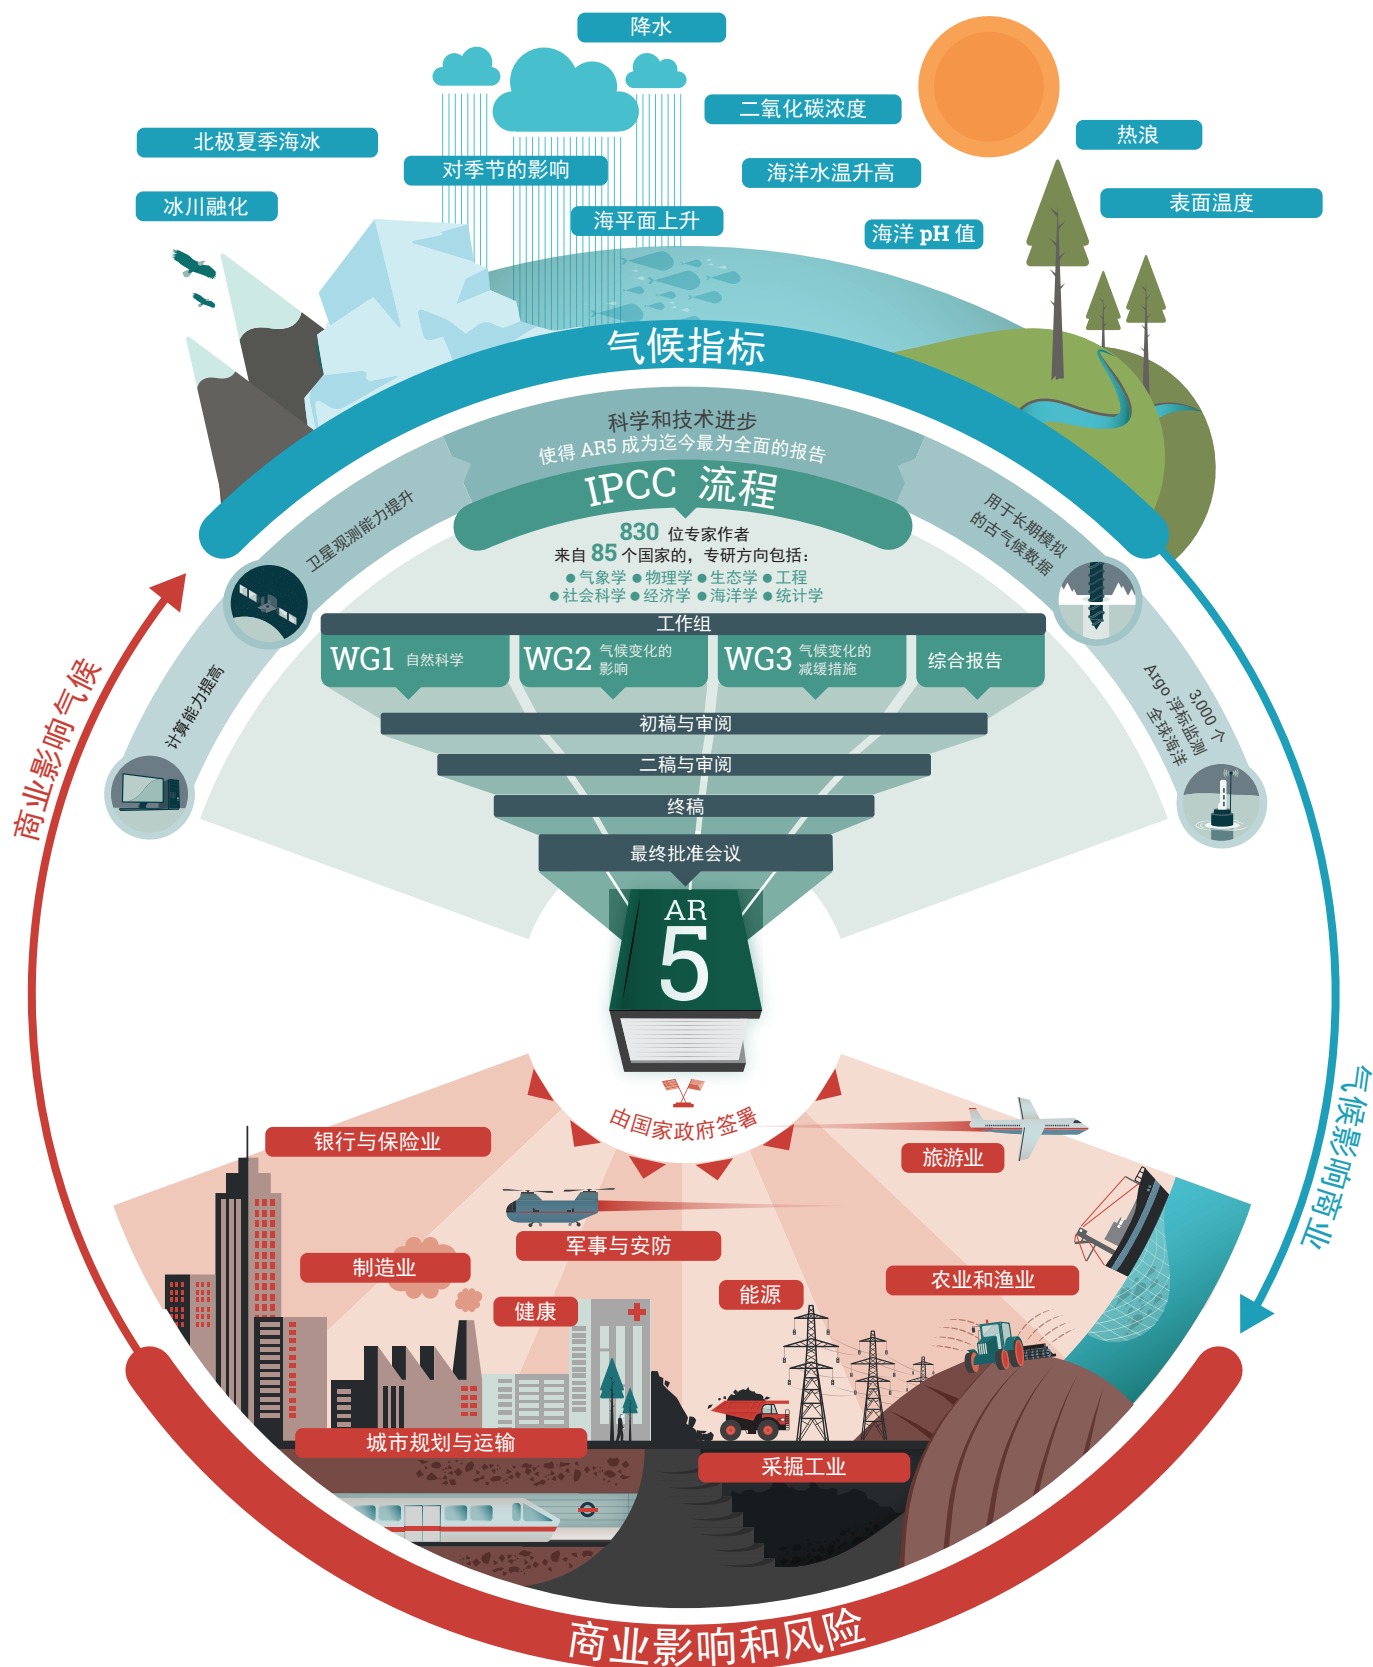 降水
二氧化碳浓度
热浪
北极夏季海冰
对季节的影响
海洋水温升高
冰川融化
表面温度
海平面上升
海洋 pH 值
气候指标
科学和技术进步
使得 AR5 成为迄今最为全面的报告
IPCC 流程
卫星观测能力提升
计算能力提高
用于长期模拟
的古气候数据
3,000 个
Argo 浮标监测
全球海洋
830 位专家作者
来自 85 个国家的，专研方向包括：
● 气象学 ● 物理学 ● 生态学 ● 工程
● 社会科学 ● 经济学 ● 海洋学 ● 统计学
工作组
WG1 自然科学
WG2 气候变化的
影响
WG3 气候变化的
减缓措施
综合报告
初稿与审阅
二稿与审阅
终稿
最终批准会议
AR
5
由国家政府签署
商业影响气候
气候影响商业
银行与保险业
旅游业
军事与安防
制造业
农业和渔业
能源
健康
城市规划与运输
采掘工业
商业影响和风险